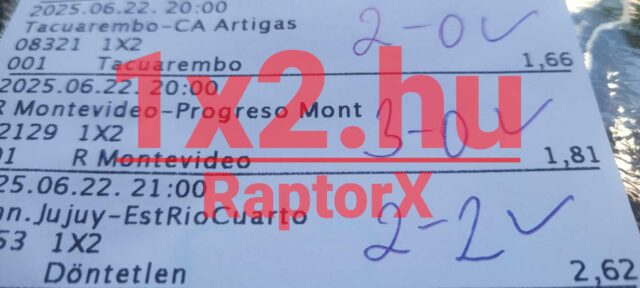 2025.06.22. 20:00
Tacuarembo-CA Artigas
2-0 ✓
08321 1X2
001 Tacuarembo 1,66
2025.06.22. 20:00
R Montevideo-Progreso Mont
3-0 ✓
2129 1X2
01 R Montevideo 1,81
25.06.22. 21:00
an.Jujuy-EstRioCuarto
2-2 ✓
53 1X2
Döntetlen 2,62
1x2.hu
RaptorX